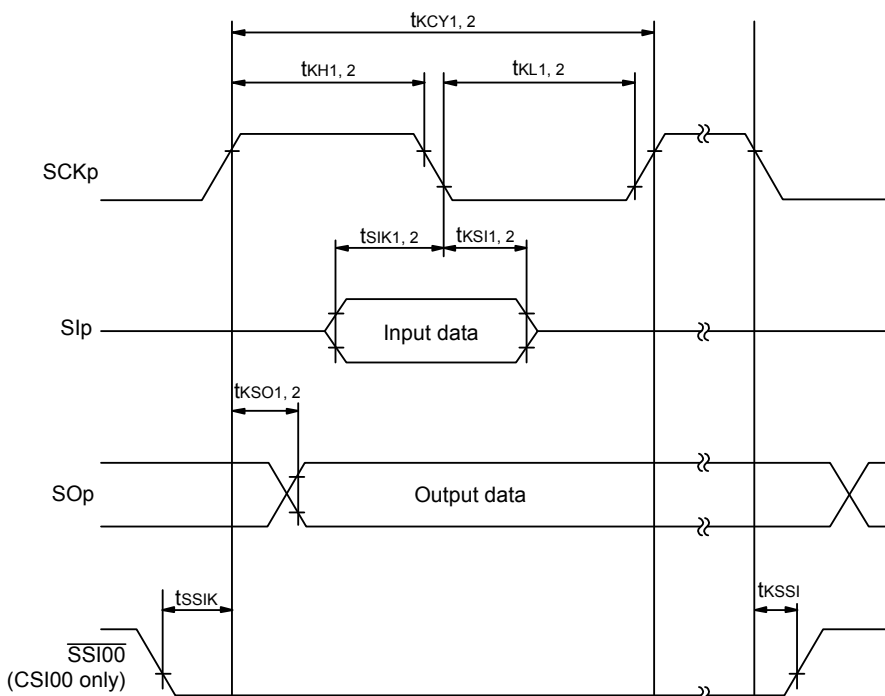 tKCY1, 2
tKH1, 2
tKL1, 2
SCKp
tSIK1, 2
tKSI1, 2
SIp
Input data
tKSO1, 2
SOp
Output data
tSSIK
tKSSI
SSI00
(CSI00 only)